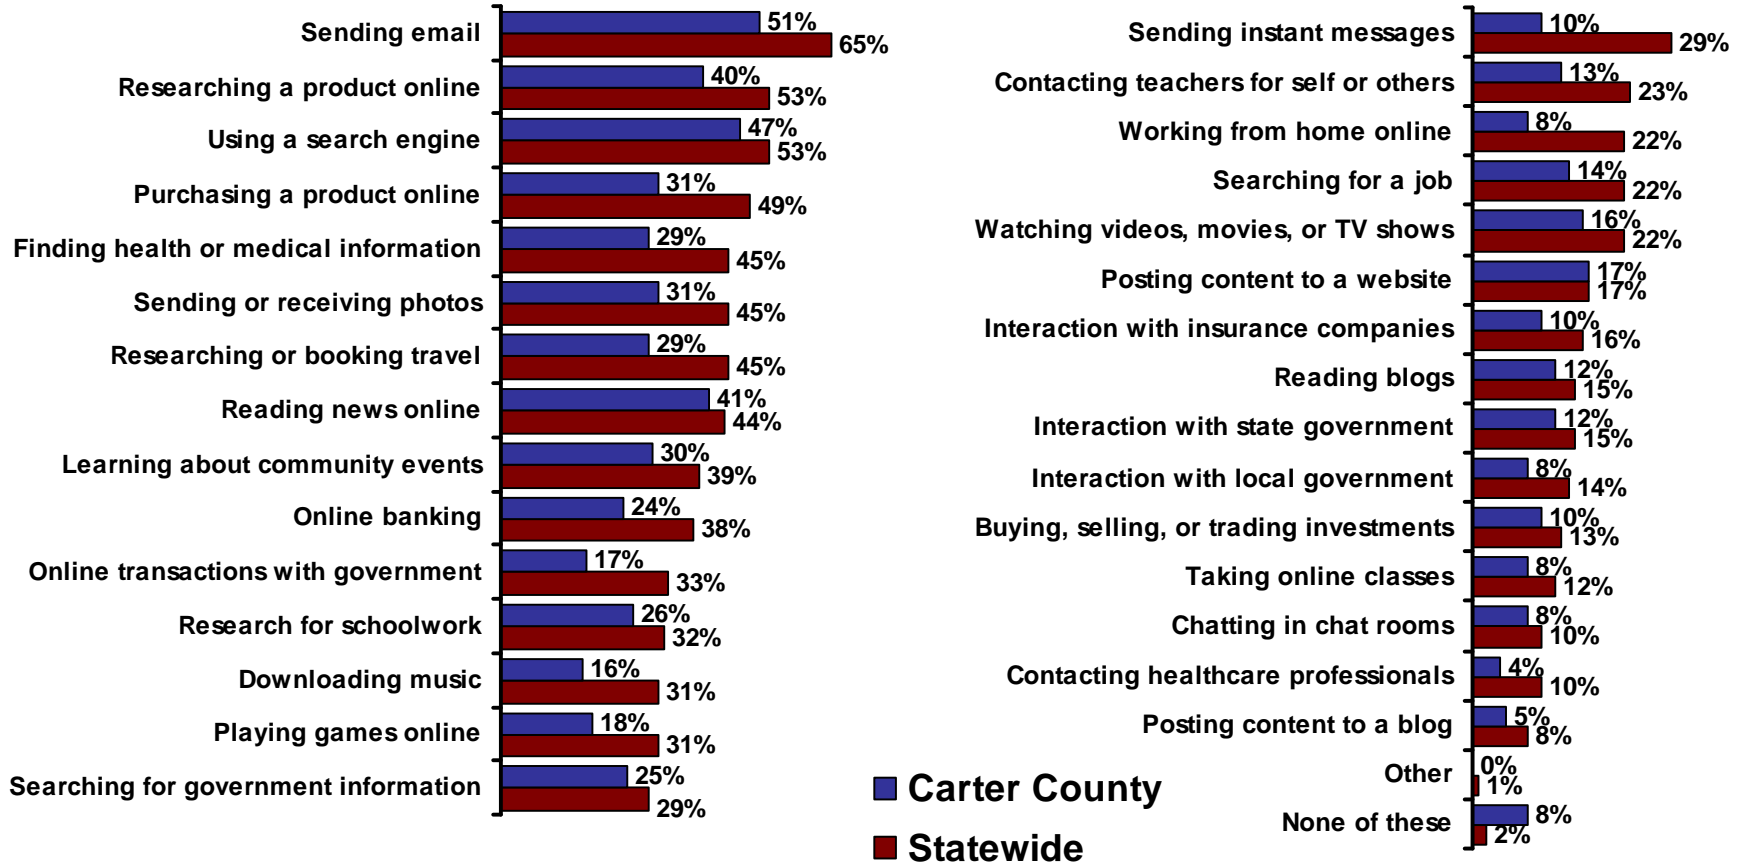 Sending email 51% 65%
Researching a product online 40% 53%
Using a search engine 47% 53%
Purchasing a product online 31% 49%
Finding health or medical information 29% 45%
Sending or receiving photos 31% 45%
Researching or booking travel 29% 45%
Reading news online 41% 44%
Learning about community events 30% 39%
Online banking 24% 38%
Online transactions with government 17% 33%
Research for schoolwork 26% 32%
Downloading music 16% 31%
Playing games online 18% 31%
Searching for government information 25% 29%
Sending instant messages 10% 29%
Contacting teachers for self or others 13% 23%
Working from home online 8% 22%
Searching for a job 14% 22%
Watching videos, movies, or TV shows 16% 22%
Posting content to a website 17% 17%
Interaction with insurance companies 10% 16%
Reading blogs 12% 15%
Interaction with state government 12% 15%
Interaction with local government 8% 14%
Buying, selling, or trading investments 10% 13%
Taking online classes 8% 12%
Chatting in chat rooms 8% 10%
Contacting healthcare professionals 4% 10%
Posting content to a blog 5% 8%
Other 0% 1%
None of these 8% 2%
Carter County
Statewide